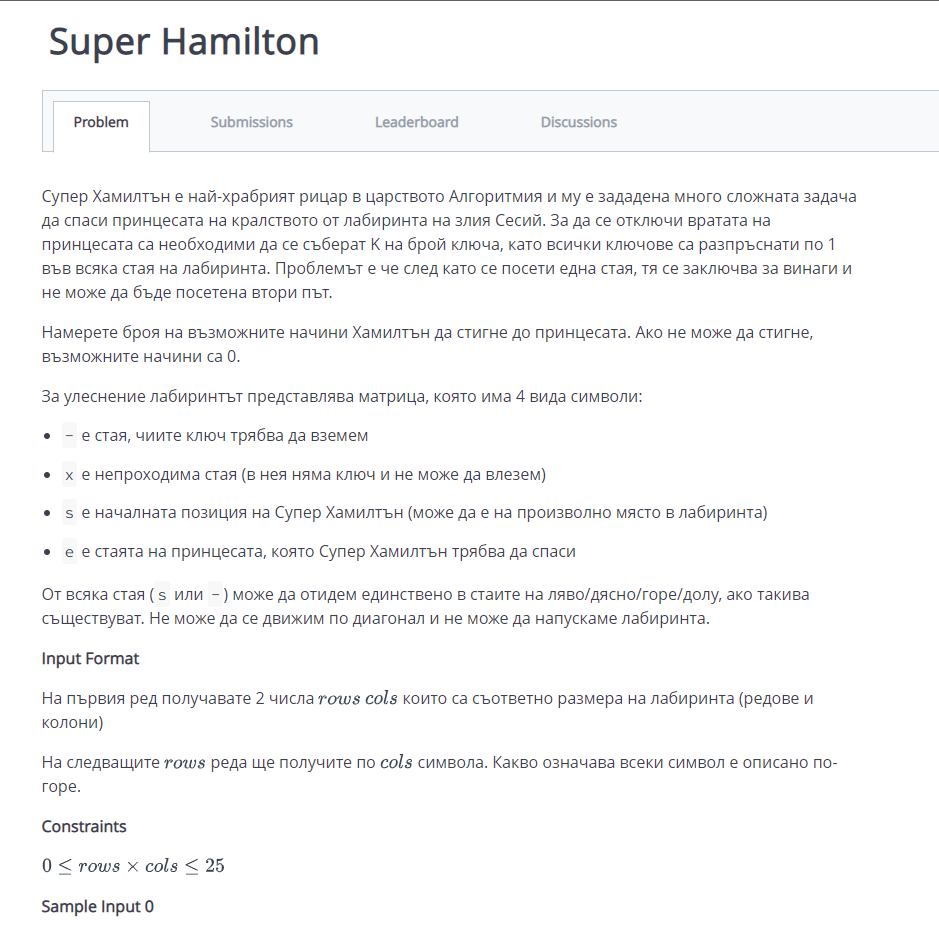 Super Hamilton
Problem Submissions Leaderboard Discussions
Супер Хамилтън е най-храбрият рицар в царството Алгоритмия и му е зададена много сложната задача
да спаси принцесата на кралството от лабиринта на злия Сесий. За да се отключи вратата на
принцесата са необходими да се съберат K на брой ключа, като всички ключове са разпръснати по 1
във всяка стая на лабиринта. Проблемът е че след като се посети една стая, тя се заключва за винаги и
не може да бъде посетена втори път.
Намерете броя на възможните начини Хамилтън да стигне до принцесата. Ако не може да стигне,
възможните начини са 0.
За улеснение лабиринтът представлява матрица, която има 4 вида символи:
• - е стая, чиите ключ трябва да вземем
• x е непроходима стая (в нея няма ключ и не може да влезем)
• s е началната позиция на Супер Хамилтън (може да е на произволно място в лабиринта)
• e е стаята на принцесата, която Супер Хамилтън трябва да спаси
От всяка стая ( s или - ) може да отидем единствено в стаите на ляво/дясно/горе/долу, ако такива
съществуват. Не може да се движим по диагонал и не може да напускаме лабиринта.
Input Format
На първия ред получавате 2 числа rows cols които са съответно размера на лабиринта (редове и
колони)
На следващите rows реда ще получите по cols символа. Какво означава всеки символ е описано по-
горе.
Constraints
0 ≤ rows × cols ≤ 25
Sample Input 0